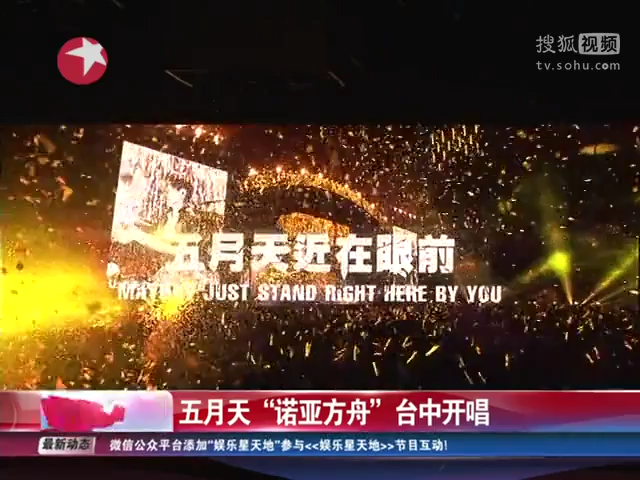 搜狐视频
tv.sohu.com
五月天近在眼前
MAYDAY JUST STAND RIGHT HERE BY YOU
五月天“诺亚方舟”台中开唱
最新动态
微信公众平台添加"娱乐星天地"参与<<娱乐星天地>>节目互动!